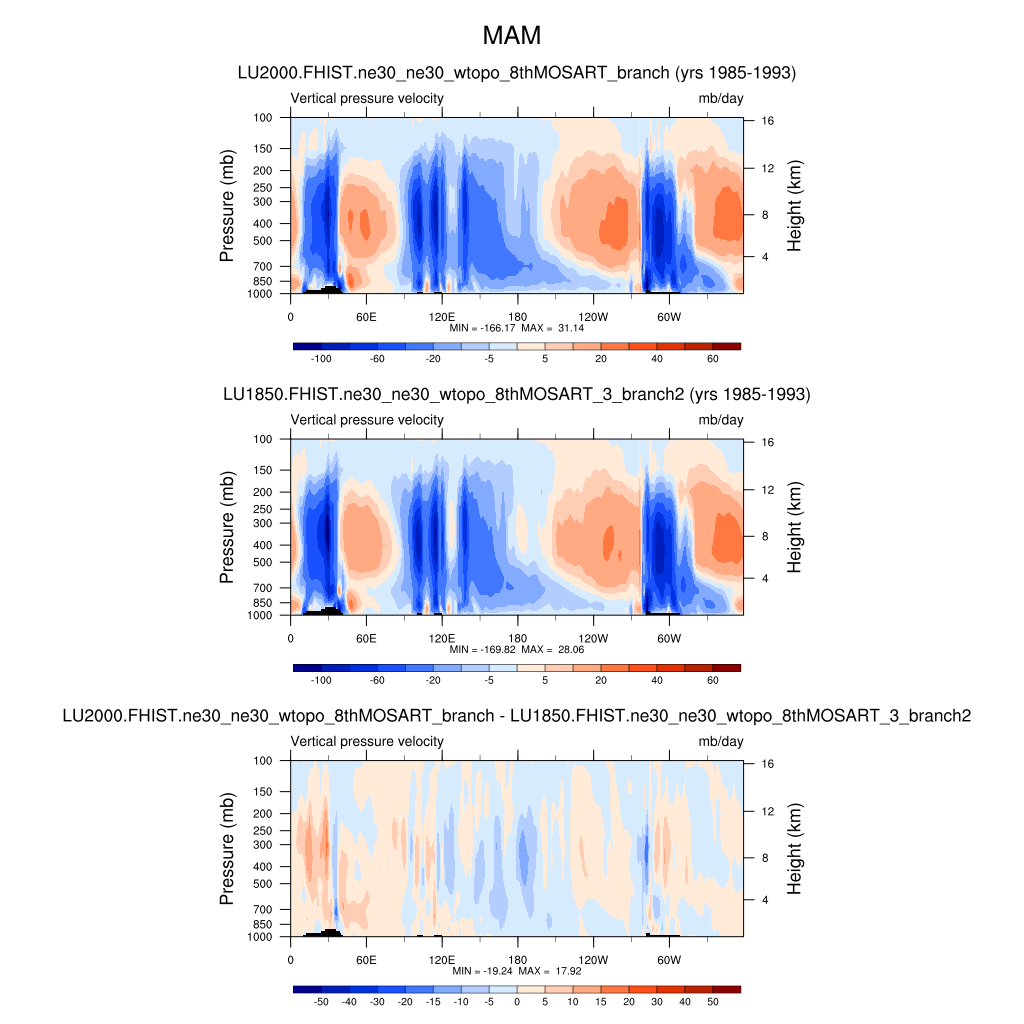 MAM
LU2000.FHIST.ne30_ne30_wtopo_8thMOSART_branch (yrs 1985-1993)
Vertical pressure velocity mb/day
100
150
200
250
300
400
500
700
850
1000
Pressure (mb)
16
12
8
4
Height (km)
0 60E 120E 180 120W 60W
MIN = -166.17 MAX = 31.14
-100 -60 -20 -5 5 20 40 60
LU1850.FHIST.ne30_ne30_wtopo_8thMOSART_3_branch2 (yrs 1985-1993)
Vertical pressure velocity mb/day
100
150
200
250
300
400
500
700
850
1000
Pressure (mb)
16
12
8
4
Height (km)
0 60E 120E 180 120W 60W
MIN = -169.82 MAX = 28.06
-100 -60 -20 -5 5 20 40 60
LU2000.FHIST.ne30_ne30_wtopo_8thMOSART_branch - LU1850.FHIST.ne30_ne30_wtopo_8thMOSART_3_branch2
Vertical pressure velocity mb/day
100
150
200
250
300
400
500
700
850
1000
Pressure (mb)
16
12
8
4
Height (km)
0 60E 120E 180 120W 60W
MIN = -19.24 MAX = 17.92
-50 -40 -30 -20 -15 -10 -5 0 5 10 15 20 30 40 50